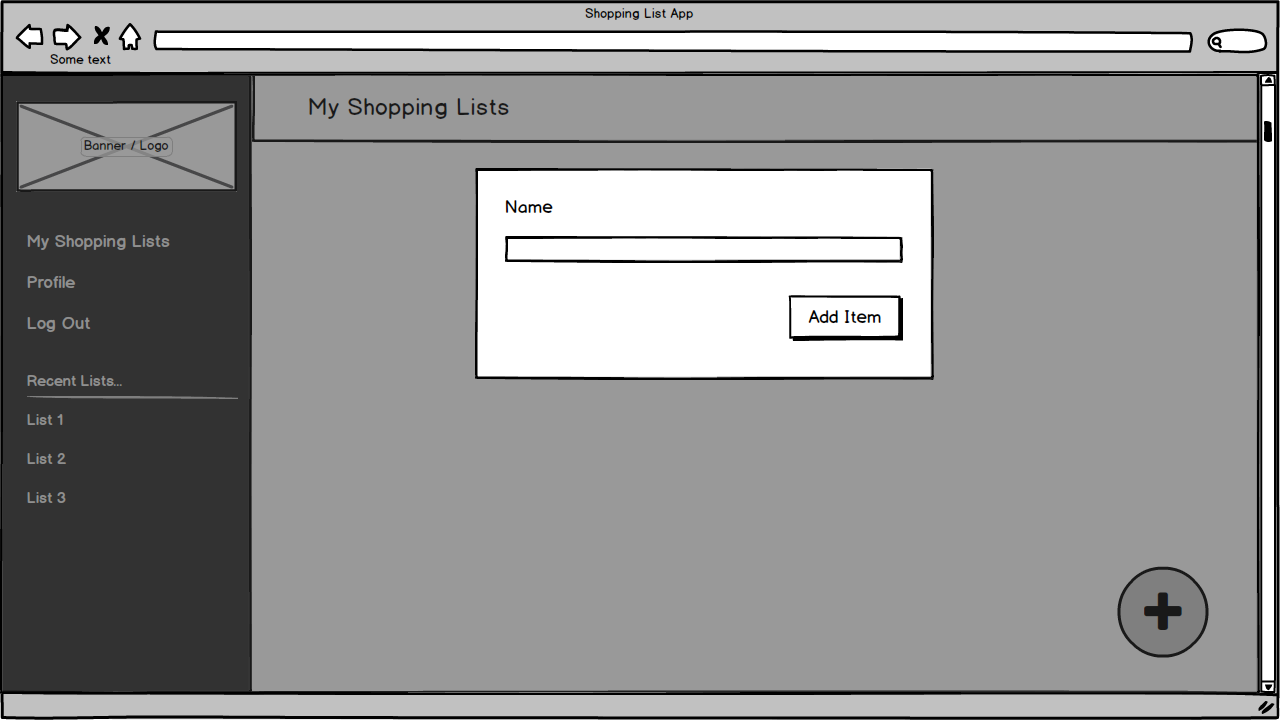 Shopping List App
Some text
Banner / Logo
My Shopping Lists
Profile
Log Out
Recent Lists...
List 1
List 2
List 3
My Shopping Lists
Name
Add Item